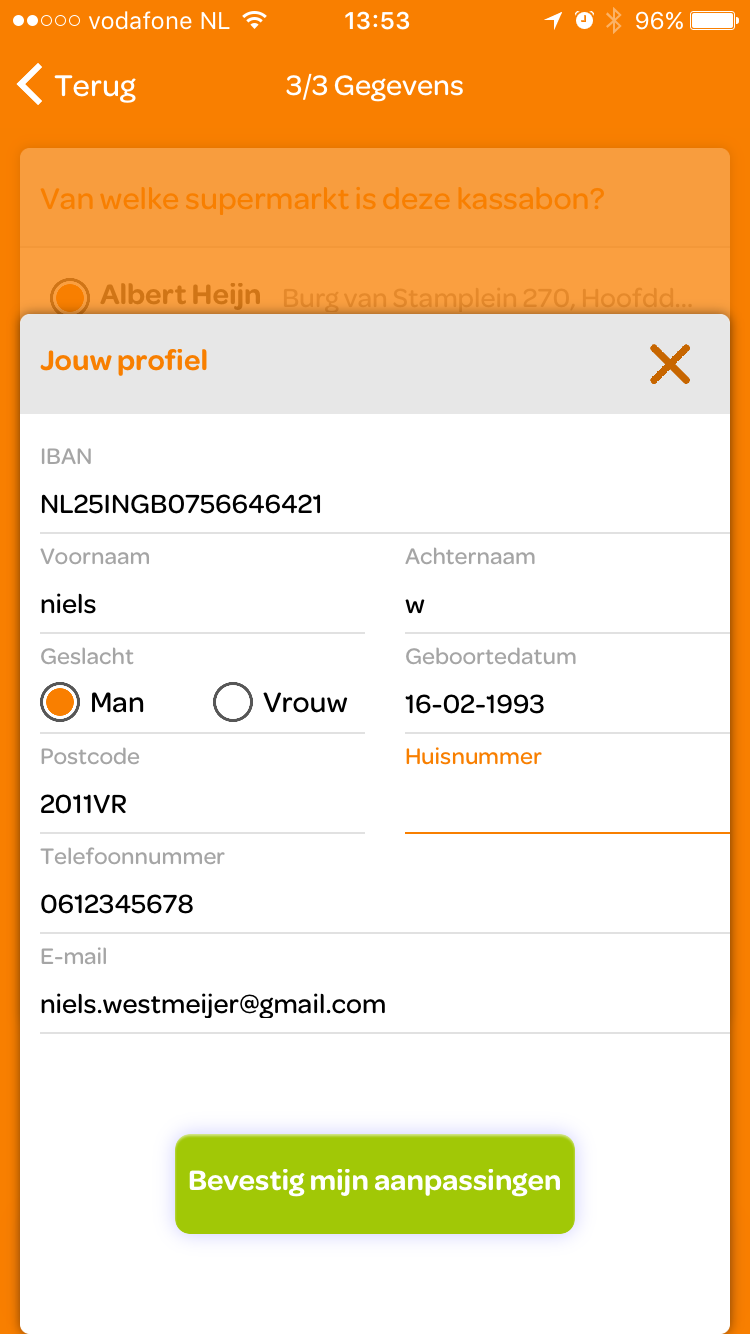 vodafone NL 13:53 96%
Terug 3/3 Gegevens
Van welke supermarkt is deze kassabon?
Albert Heijn Burg van Stamplein 270, Hoofdd...
Jouw profiel
IBAN
NL25INGB0756646421
Voornaam Achternaam
niels w
Geslacht Geboortedatum
Man Vrouw 16-02-1993
Postcode Huisnummer
2011VR
Telefoonnummer
0612345678
E-mail
niels.westmeijer@gmail.com
Bevestig mijn aanpassingen